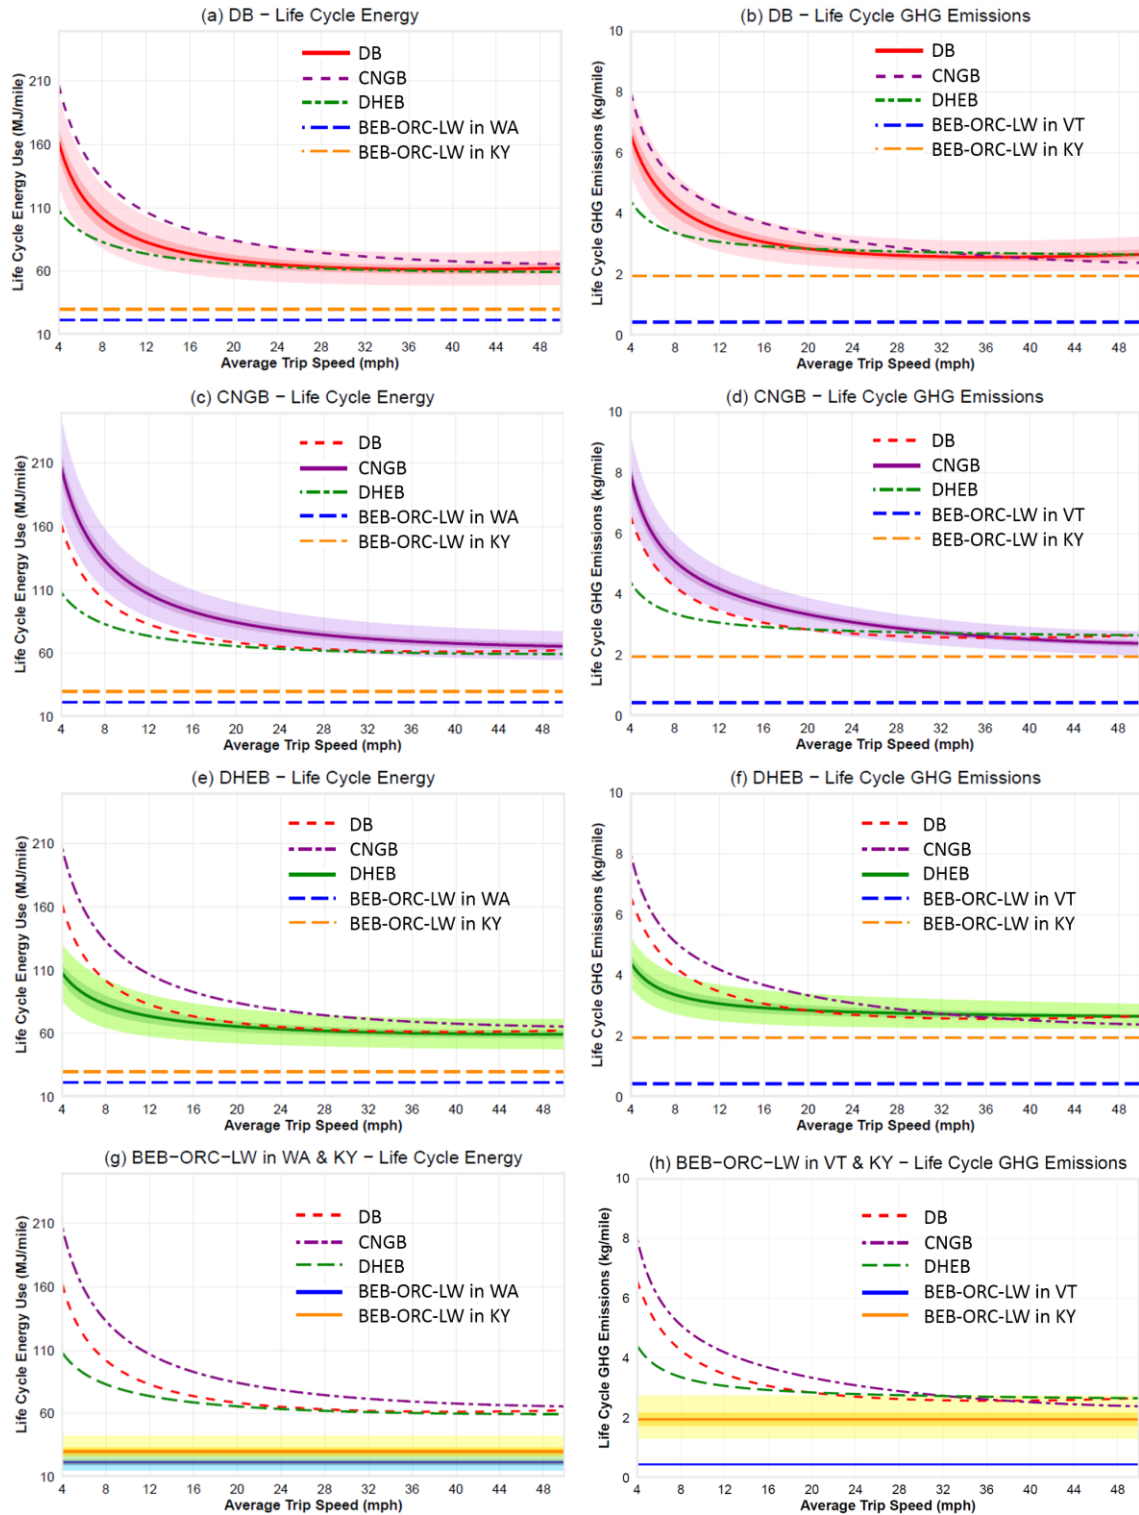 (a) DB − Life Cycle Energy
Life Cycle Energy Use (MJ/mile)
210
160
110
60
10
DB
CNGB
DHEB
BEB-ORC-LW in WA
BEB-ORC-LW in KY
4 8 12 16 20 24 28 32 36 40 44 48
Average Trip Speed (mph)
(b) DB − Life Cycle GHG Emissions
Life Cycle GHG Emissions (kg/mile)
10
8
6
4
2
0
DB
CNGB
DHEB
BEB-ORC-LW in VT
BEB-ORC-LW in KY
4 8 12 16 20 24 28 32 36 40 44 48
Average Trip Speed (mph)
(c) CNGB − Life Cycle Energy
Life Cycle Energy Use (MJ/mile)
210
160
110
60
10
DB
CNGB
DHEB
BEB-ORC-LW in WA
BEB-ORC-LW in KY
4 8 12 16 20 24 28 32 36 40 44 48
Average Trip Speed (mph)
(d) CNGB − Life Cycle GHG Emissions
Life Cycle GHG Emissions (kg/mile)
10
8
6
4
2
0
DB
CNGB
DHEB
BEB-ORC-LW in VT
BEB-ORC-LW in KY
4 8 12 16 20 24 28 32 36 40 44 48
Average Trip Speed (mph)
(e) DHEB − Life Cycle Energy
Life Cycle Energy Use (MJ/mile)
210
160
110
60
10
DB
CNGB
DHEB
BEB-ORC-LW in WA
BEB-ORC-LW in KY
4 8 12 16 20 24 28 32 36 40 44 48
Average Trip Speed (mph)
(f) DHEB − Life Cycle GHG Emissions
Life Cycle GHG Emissions (kg/mile)
10
8
6
4
2
0
DB
CNGB
DHEB
BEB-ORC-LW in VT
BEB-ORC-LW in KY
4 8 12 16 20 24 28 32 36 40 44 48
Average Trip Speed (mph)
(g) BEB−ORC−LW in WA & KY − Life Cycle Energy
Life Cycle Energy Use (MJ/mile)
210
160
110
60
10
DB
CNGB
DHEB
BEB-ORC-LW in WA
BEB-ORC-LW in KY
4 8 12 16 20 24 28 32 36 40 44 48
Average Trip Speed (mph)
(h) BEB−ORC−LW in VT & KY − Life Cycle GHG Emissions
Life Cycle GHG Emissions (kg/mile)
10
8
6
4
2
0
DB
CNGB
DHEB
BEB-ORC-LW in VT
BEB-ORC-LW in KY
4 8 12 16 20 24 28 32 36 40 44 48
Average Trip Speed (mph)